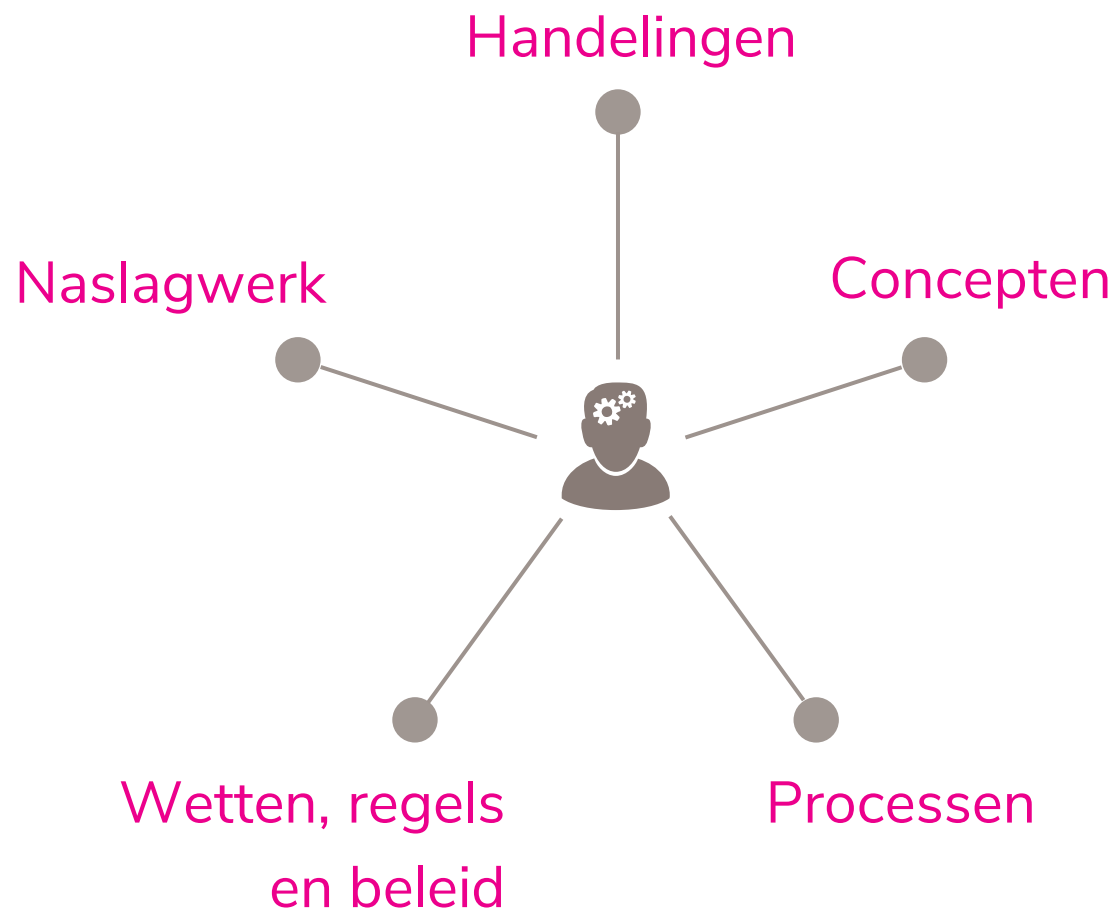 Handelingen
Naslagwerk
Concepten
Wetten, regels
en beleid
Processen